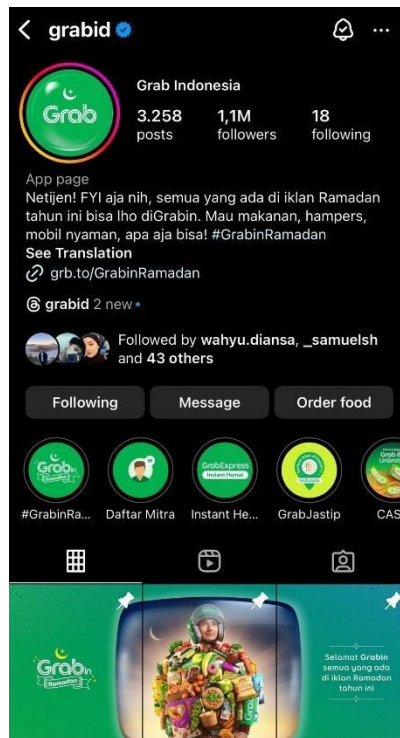 grabid
Grab
Grab Indonesia
3.258 1,1M 18
posts followers following
App page
Netijen! FYI aja nih, semua yang ada di iklan Ramadan
tahun ini bisa lho diGrabin. Mau makanan, hampers,
mobil nyaman, apa aja bisa! #GrabinRamadan
See Translation
grb.to/GrabinRamadan
grabid 2 new
Followed by wahyu.diansa, _samuelsh
and 43 others
Following Message Order food
Grabin
Ramadan
GrabExpress
Instant Hemat
#GrabinRa... Daftar Mitra Instant He... GrabJastip CAS
Grabin
Ramadan
Selamat Grabin
semua yang ada
di iklan Ramadan
tahun ini